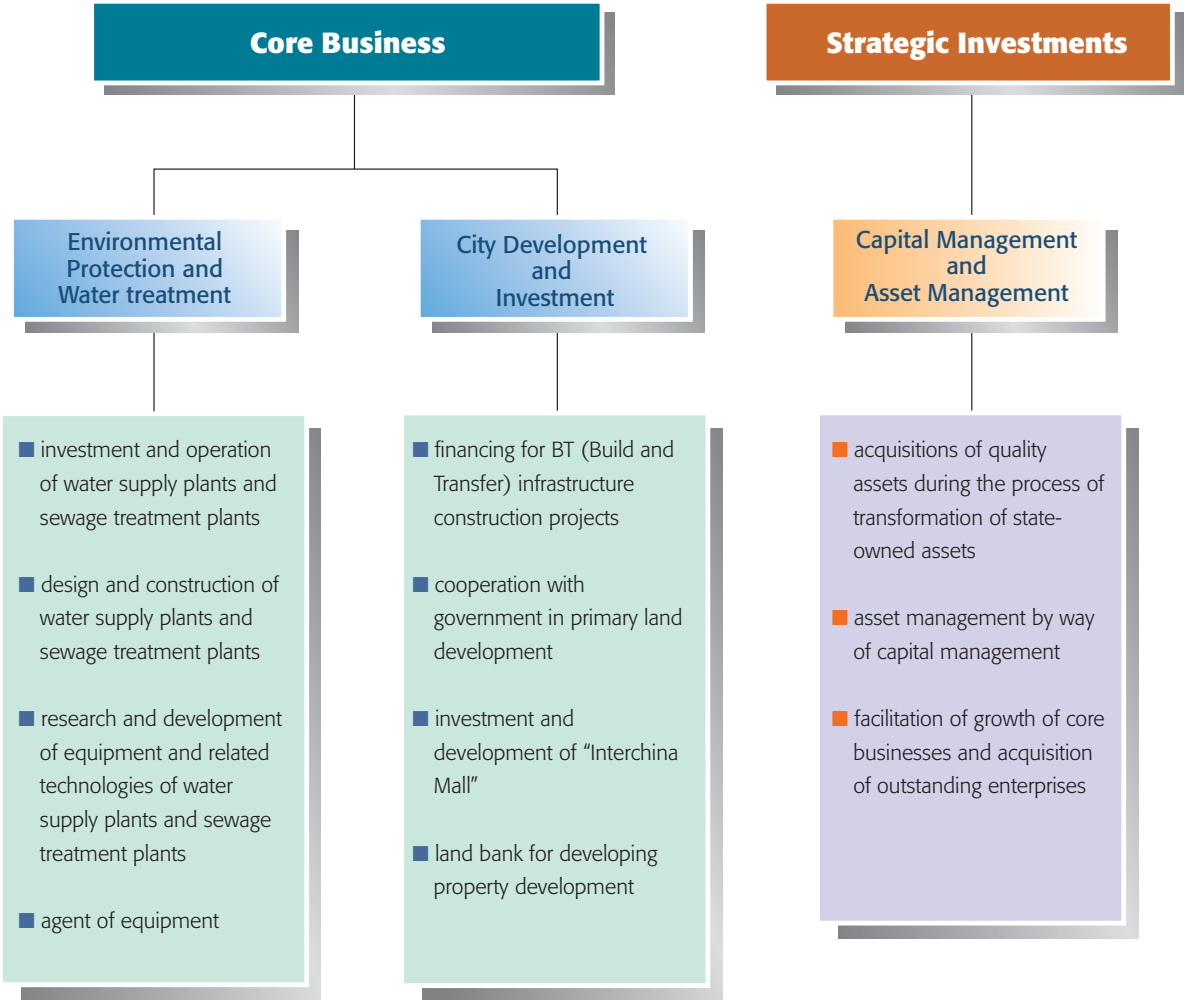 Core Business
Strategic Investments
Environmental
Protection and
Water treatment
City Development
and
Investment
Capital Management
and
Asset Management
■ investment and operation
of water supply plants and
sewage treatment plants
■ design and construction of
water supply plants and
sewage treatment plants
■ research and development
of equipment and related
technologies of water
supply plants and sewage
treatment plants
■ agent of equipment
■ financing for BT (Build and
Transfer) infrastructure
construction projects
■ cooperation with
government in primary land
development
■ investment and
development of “Interchina
Mall”
■ land bank for developing
property development
■ acquisitions of quality
assets during the process of
transformation of state-
owned assets
■ asset management by way
of capital management
■ facilitation of growth of core
businesses and acquisition
of outstanding enterprises